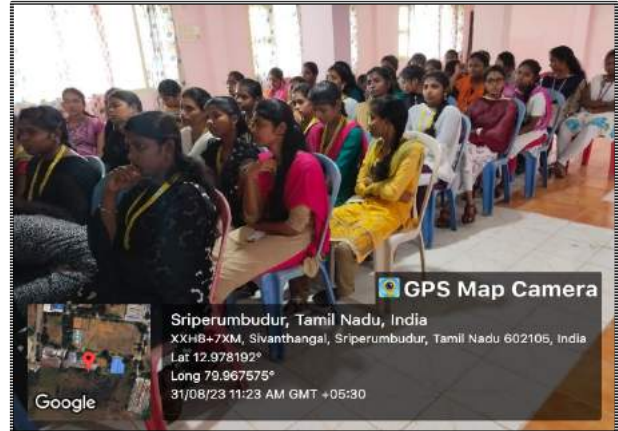 GPS Map Camera
Sriperumbudur, Tamil Nadu, India
XXH8+7XM, Sivanthangal, Sriperumbudur, Tamil Nadu 602105, India
Lat 12.978192°
Long 79.967575°
31/08/23 11:23 AM GMT +05:30
Google